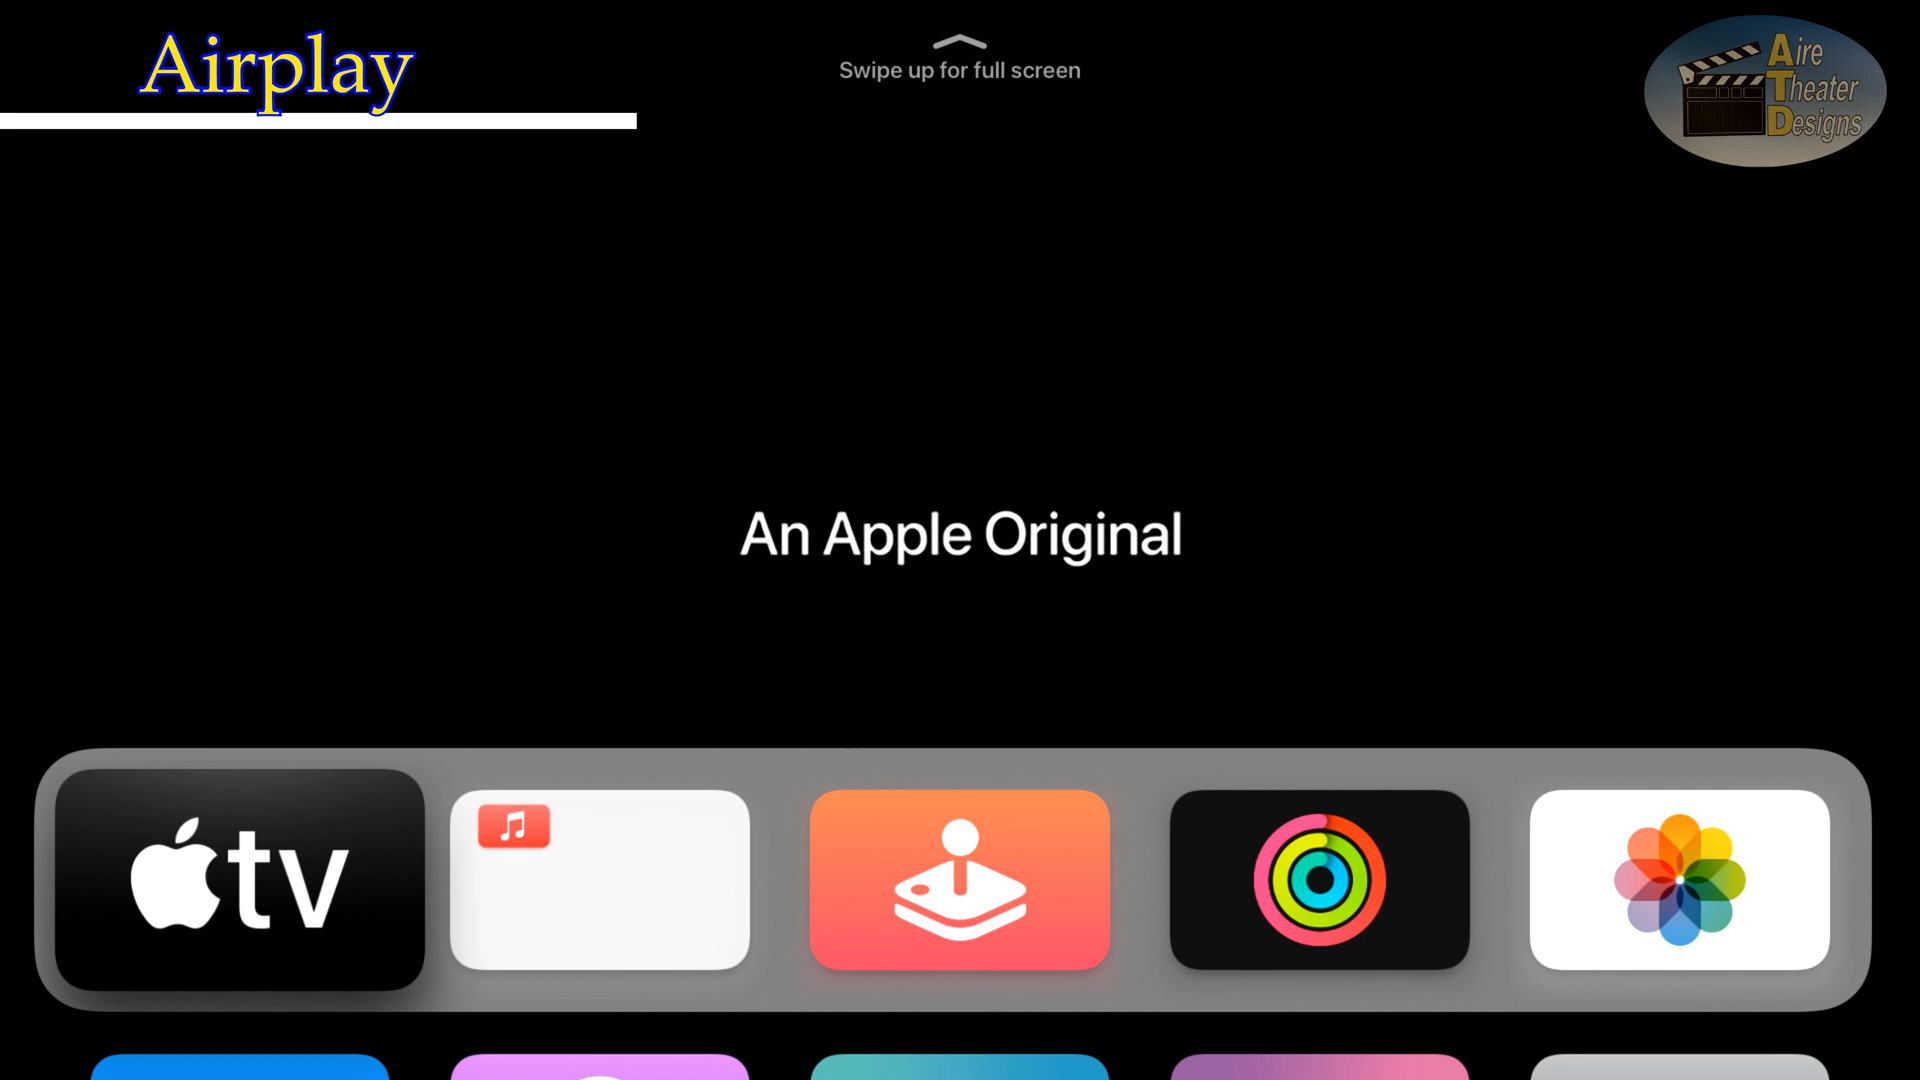 Airplay
Swipe up for full screen
Aire
Theater
Designs
An Apple Original
tv